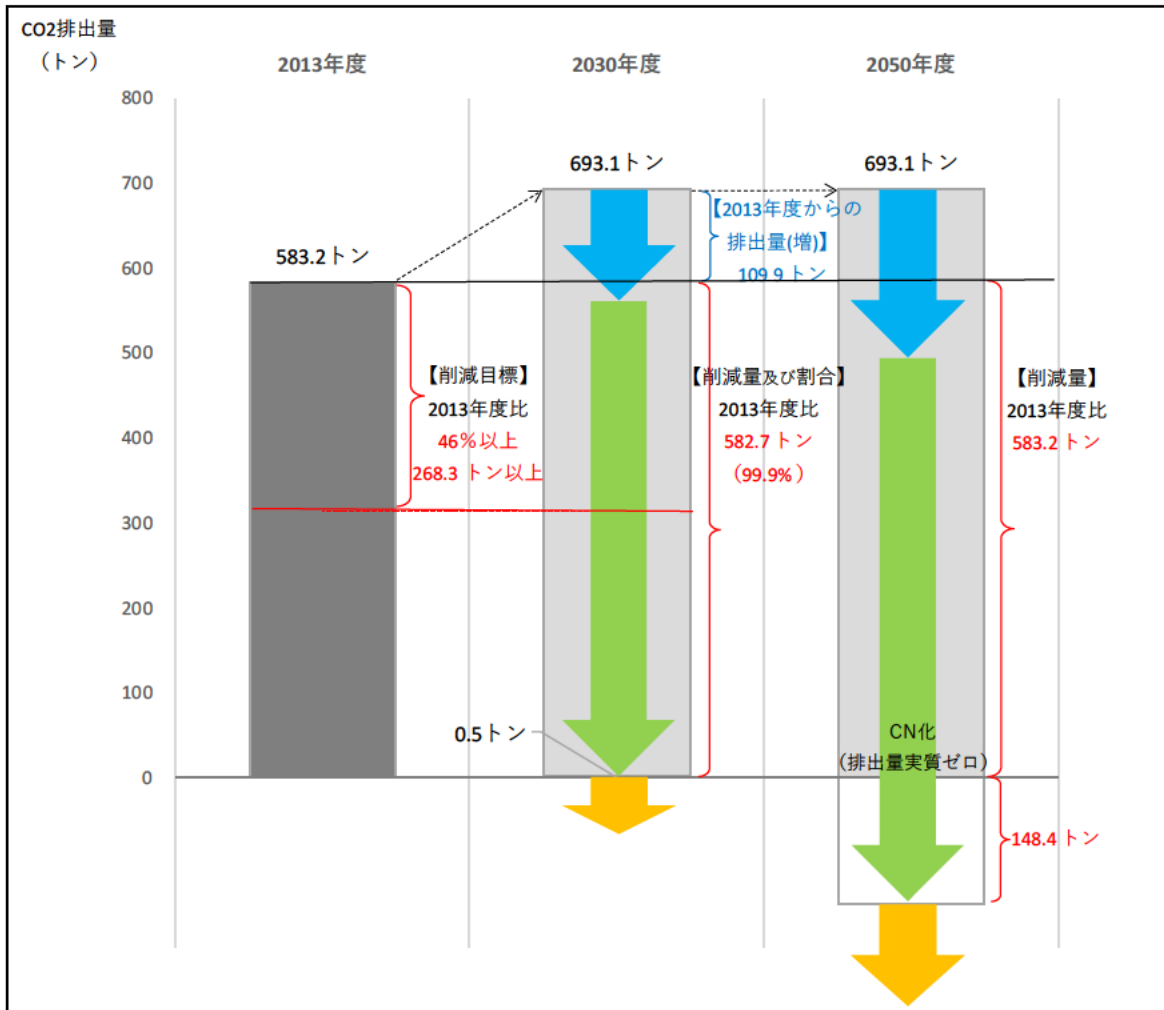 CO2排出量
（トン）
2013年度
2030年度
2050年度
800
700
600
500
400
300
200
100
0
583.2トン
693.1トン
693.1トン
【2013年度からの
排出量(増)】
109.9トン
【削減目標】
2013年度比
46％以上
268.3 トン以上
【削減量及び割合】
2013年度比
582.7トン
（99.9%）
【削減量】
2013年度比
583.2トン
0.5トン
CN化
（排出量実質ゼロ）
148.4トン